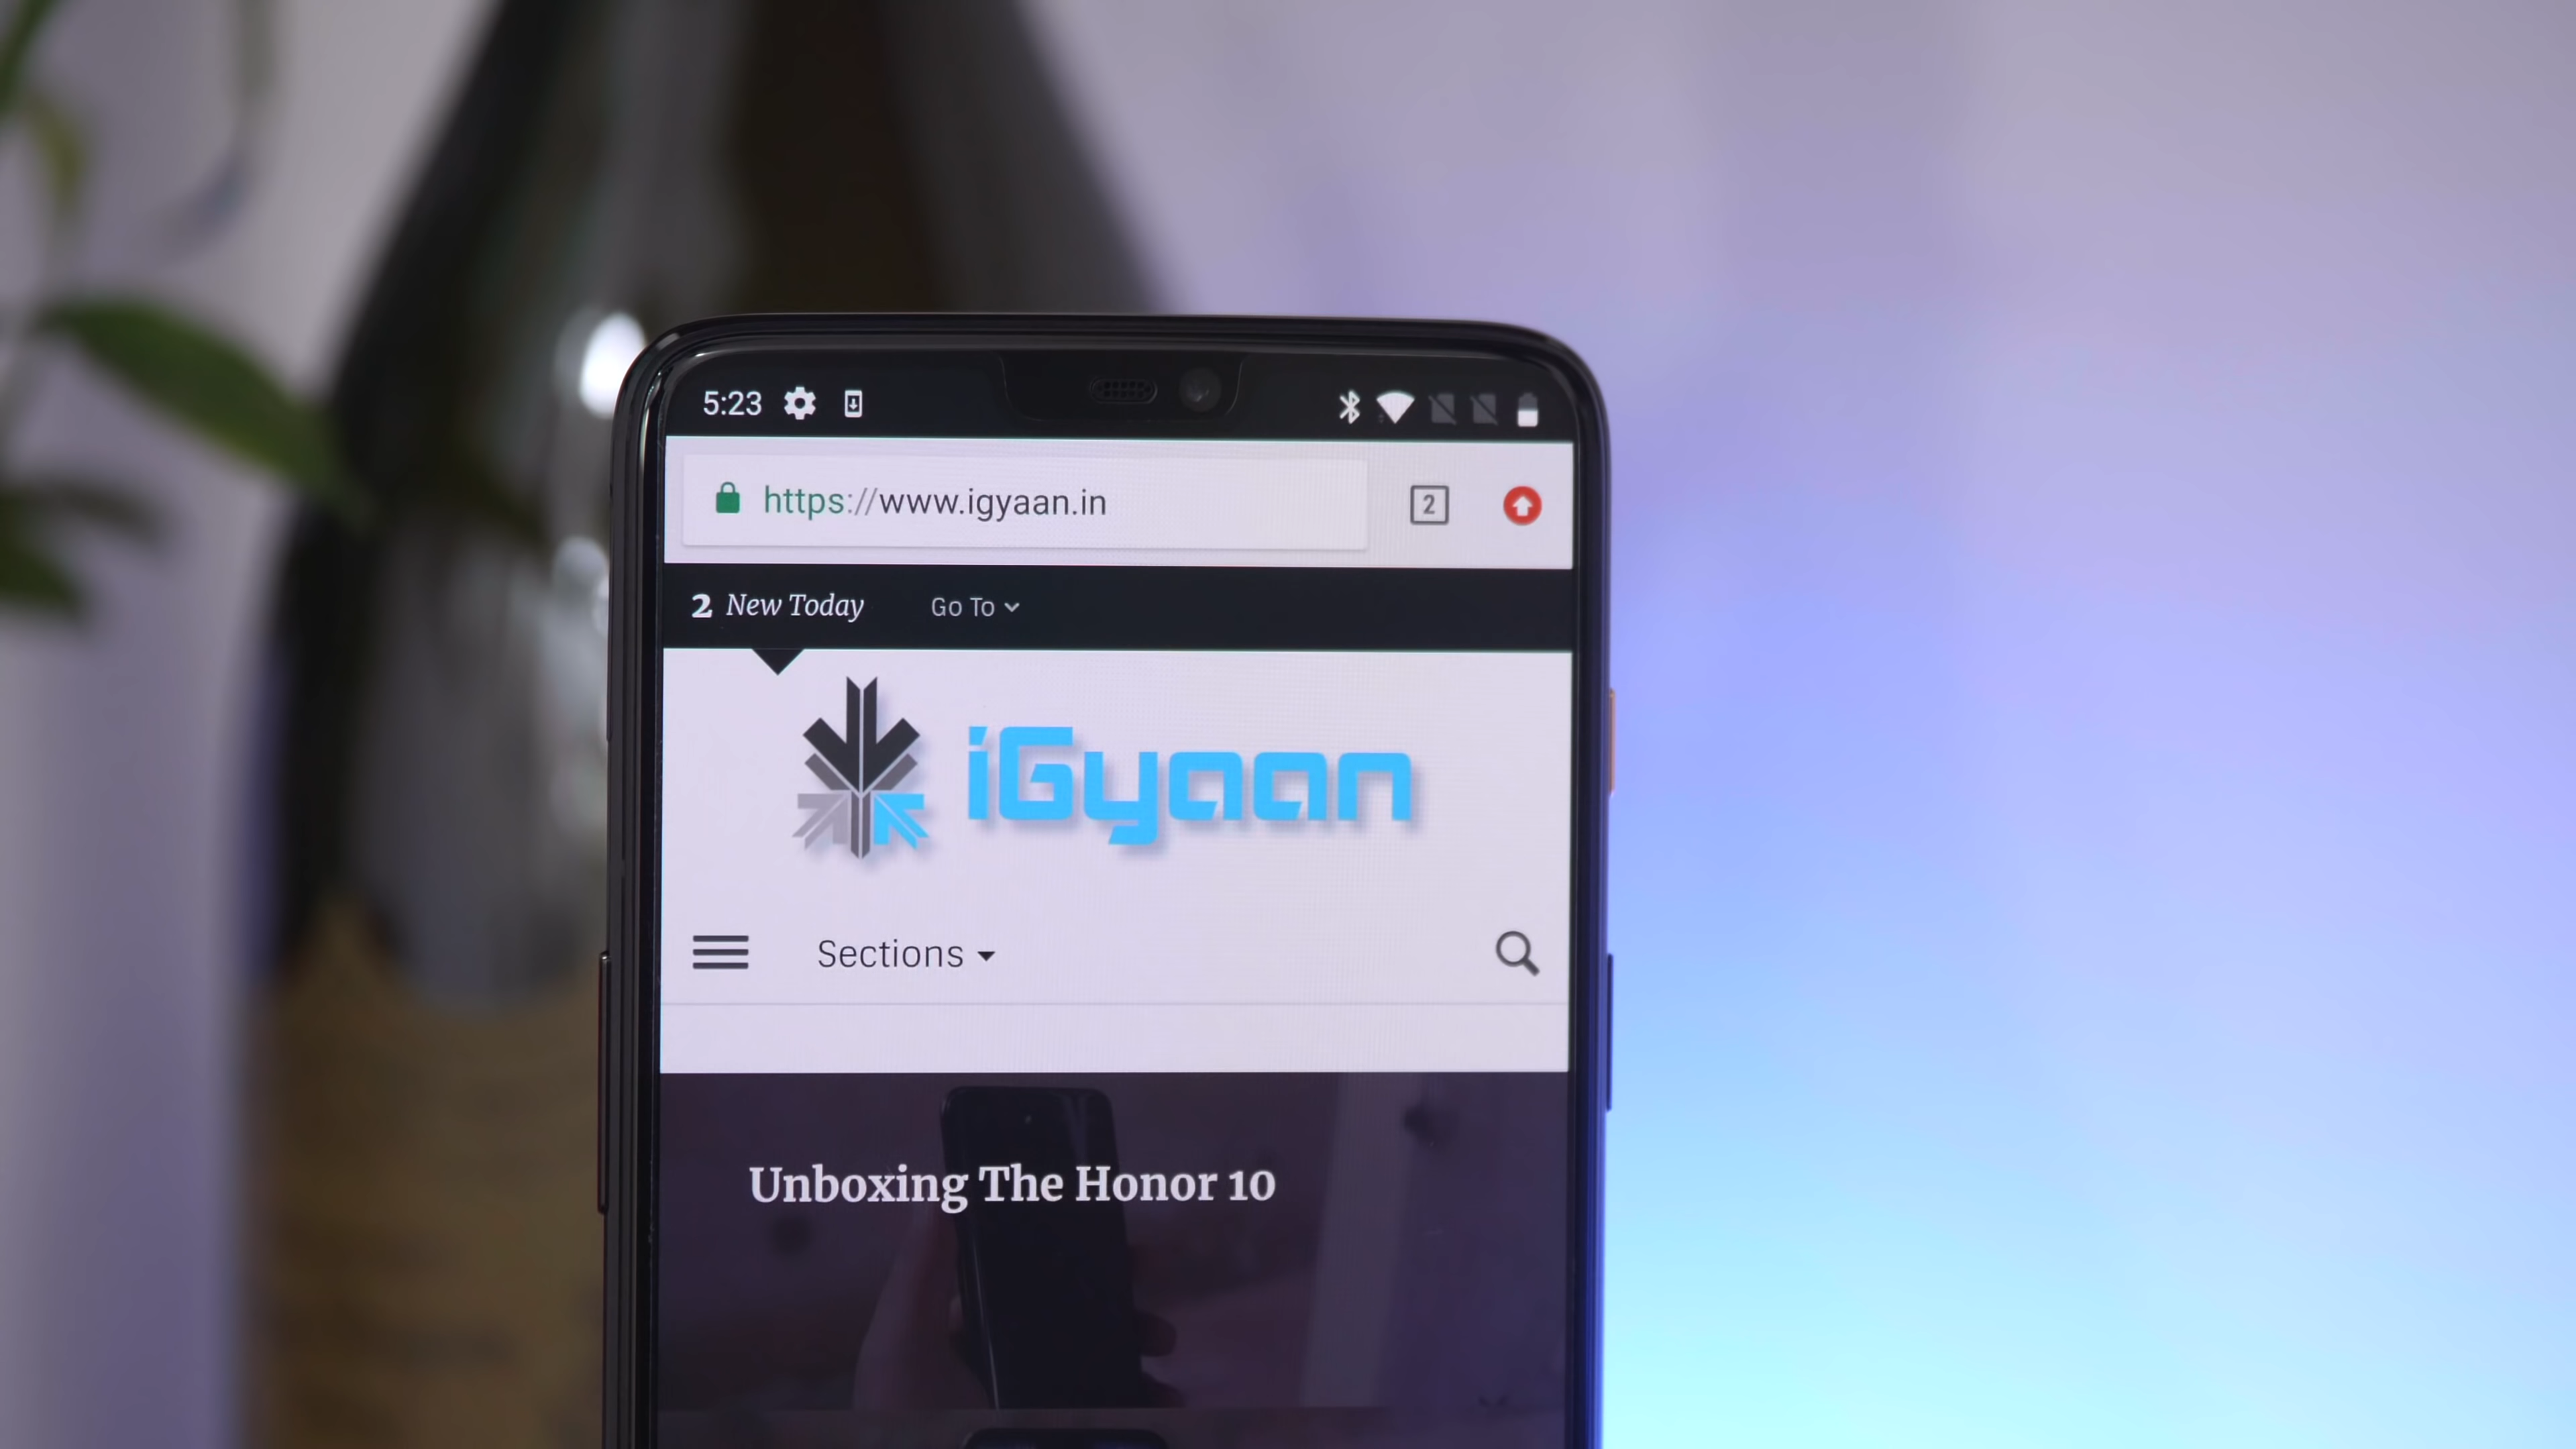 5:23
https://www.igyaan.in
2
2 New Today Go To
iGyaan
Sections
Unboxing The Honor 10